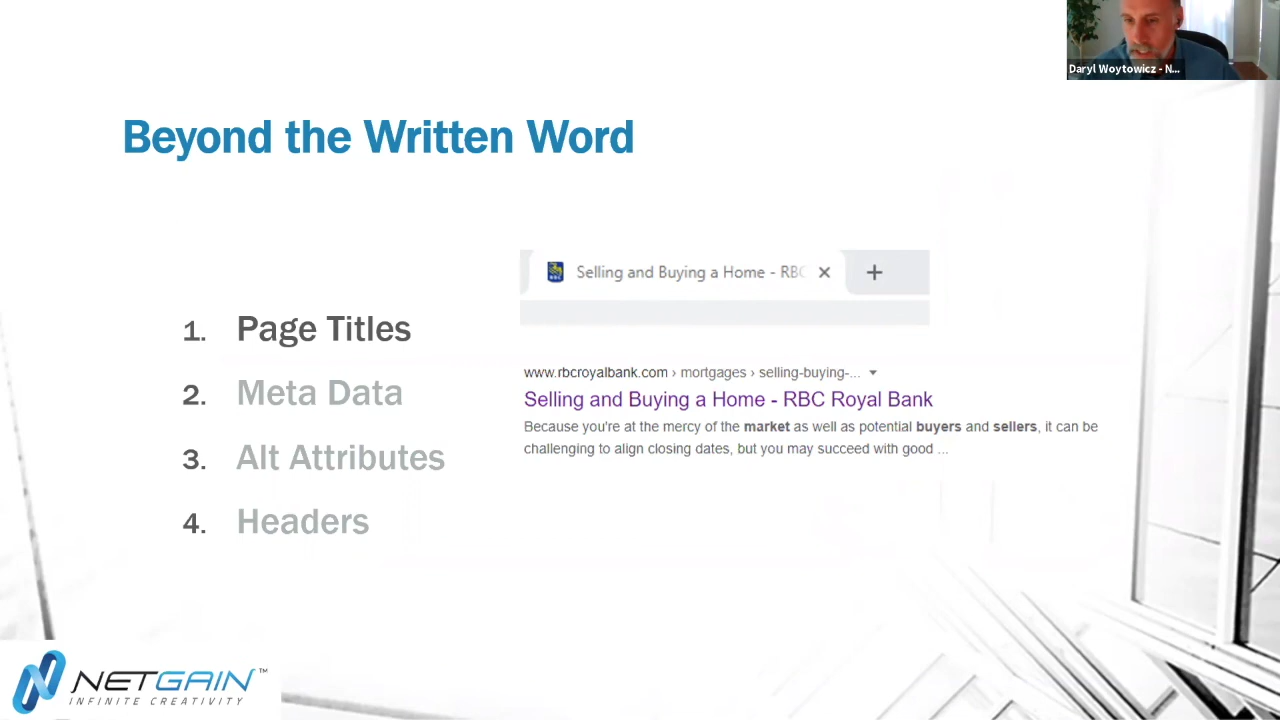 Daryl Woytowicz - N...
Beyond the Written Word
Selling and Buying a Home - RBC
1. Page Titles
2. Meta Data
3. Alt Attributes
4. Headers
www.rbcroyalbank.com › mortgages › selling-buying-...
Selling and Buying a Home - RBC Royal Bank
Because you're at the mercy of the market as well as potential buyers and sellers, it can be
challenging to align closing dates, but you may succeed with good ...
NETGAIN™
INFINITE CREATIVITY